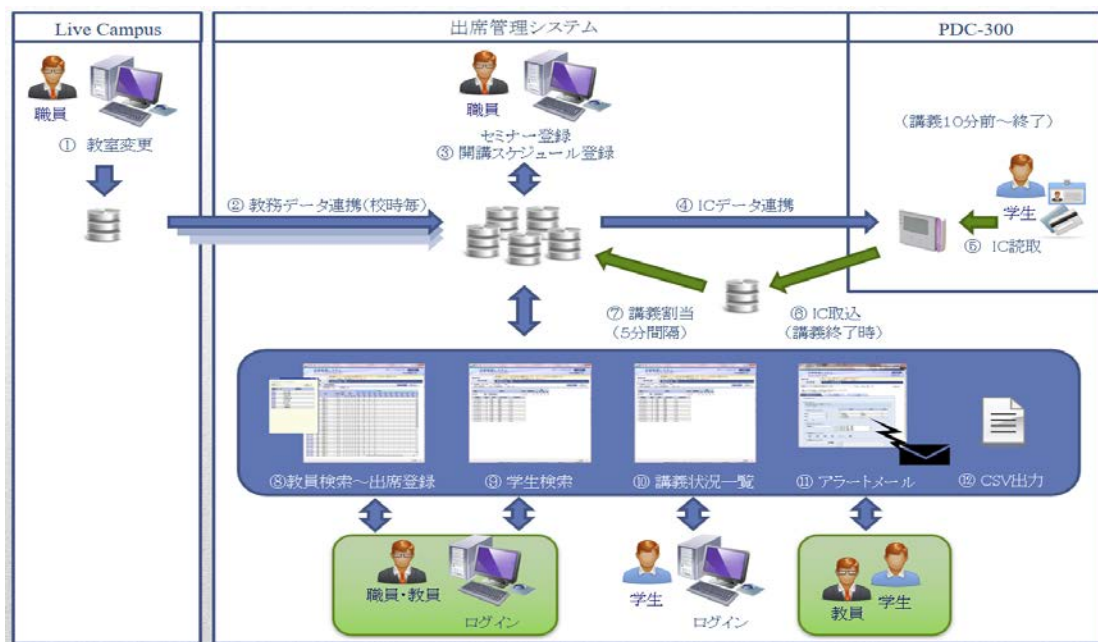 Live Campus
出席管理システム
PDC-300
職員
① 教室変更
職員
セミナー登録
③ 開講スケジュール登録
(講義10分前～終了)
学生
⑤ IC読取
② 教務データ連携(校時毎)
④ ICデータ連携
⑦ 講義割当
(5分間隔)
⑥ IC取込
(講義終了時)
⑧教員検索～出席登録
⑨ 学生検索
⑩ 講義状況一覧
⑪ アラートメール
⑫ CSV出力
職員・教員
ログイン
学生
ログイン
教員
学生